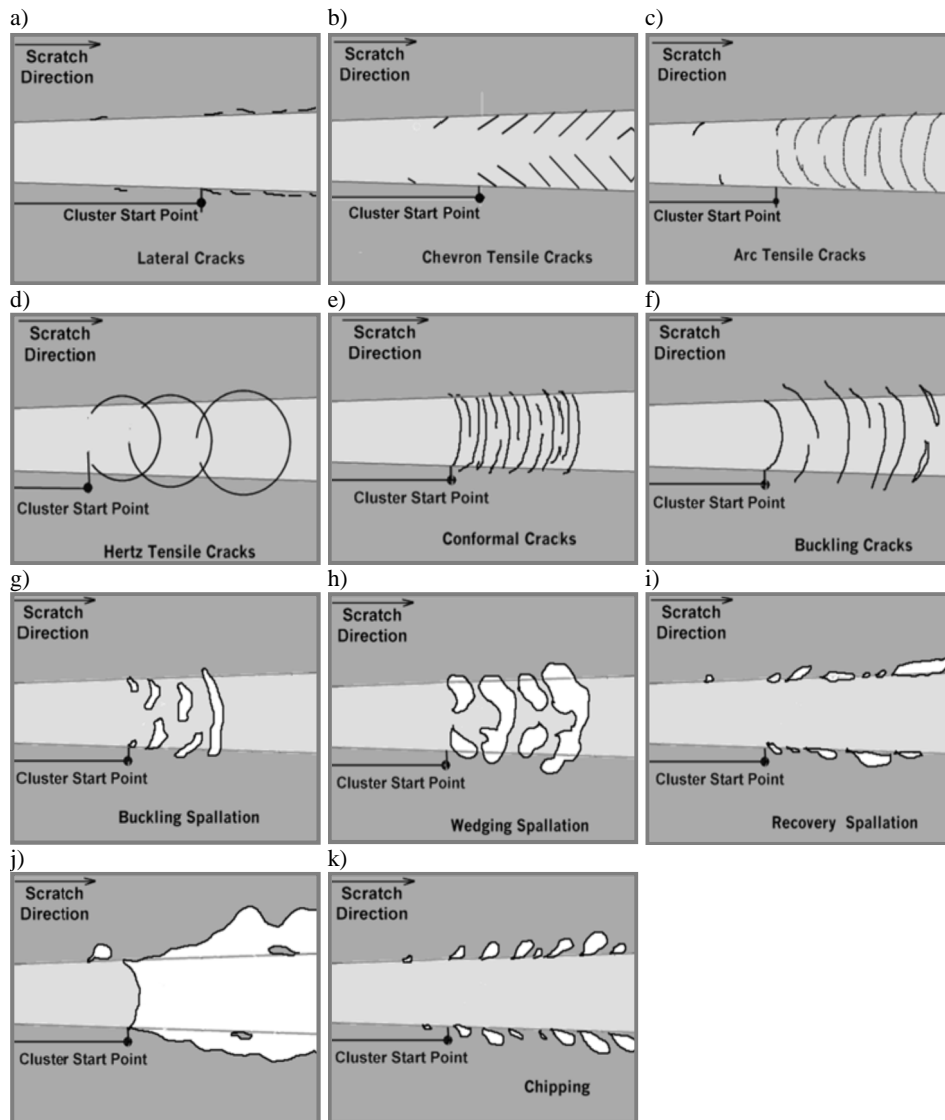 a)
Scratch
Direction
Cluster Start Point
Lateral Cracks
b)
Scratch
Direction
Cluster Start Point
Chevron Tensile Cracks
c)
Scratch
Direction
Cluster Start Point
Arc Tensile Cracks
d)
Scratch
Direction
Cluster Start Point
Hertz Tensile Cracks
e)
Scratch
Direction
Cluster Start Point
Conformal Cracks
f)
Scratch
Direction
Cluster Start Point
Buckling Cracks
g)
Scratch
Direction
Cluster Start Point
Buckling Spallation
h)
Scratch
Direction
Cluster Start Point
Wedging Spallation
i)
Scratch
Direction
Cluster Start Point
Recovery Spallation
j)
Scratch
Direction
Cluster Start Point
k)
Scratch
Direction
Cluster Start Point
Chipping